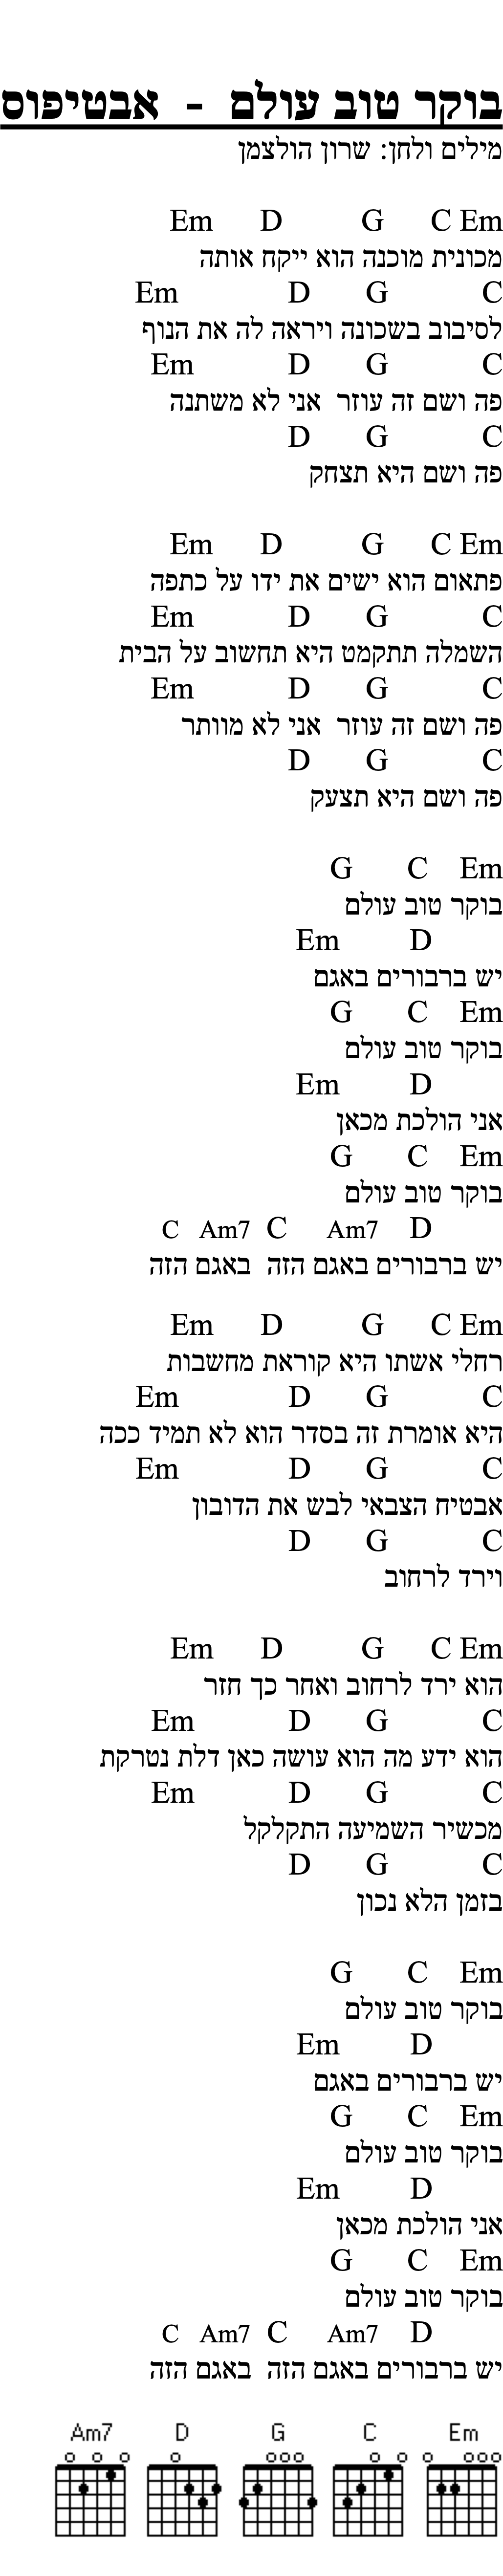 בוקר טוב עולם - אבטיפוס
מילים ולחן: שרון הולצמן
Em D G C Em
מכונית מוכנה הוא ייקח אותה
Em D G C
לסיבוב בשכונה ויראה לה את הנוף
Em D G C
פה ושם זה עוזר אני לא משתנה
D G C
פה ושם היא תצחק
Em D G C Em
פתאום הוא ישים את ידו על כתפה
Em D G C
השמלה תתקמט היא תחשוב על הבית
Em D G C
פה ושם זה עוזר אני לא מוותר
D G C
פה ושם היא תצעק
G C Em
בוקר טוב עולם
Em D
יש ברבורים באגם
G C Em
בוקר טוב עולם
Em D
אני הולכת מכאן
G C Em
בוקר טוב עולם
C Am7 C Am7 D
יש ברבורים באגם הזה באגם הזה
Em D G C Em
רחלי אשתו היא קוראת מחשבות
Em D G C
היא אומרת זה בסדר הוא לא תמיד ככה
Em D G C
אבטיח הצבאי לבש את הדובון
D G C
וירד לרחוב
Em D G C Em
הוא ירד לרחוב ואחר כך חזר
Em D G C
הוא ידע מה הוא עושה כאן דלת נטרקת
Em D G C
מכשיר השמיעה התקלקל
D G C
בזמן הלא נכון
G C Em
בוקר טוב עולם
Em D
יש ברבורים באגם
G C Em
בוקר טוב עולם
Em D
אני הולכת מכאן
G C Em
בוקר טוב עולם
C Am7 C Am7 D
יש ברבורים באגם הזה באגם הזה
Am7 D G C Em